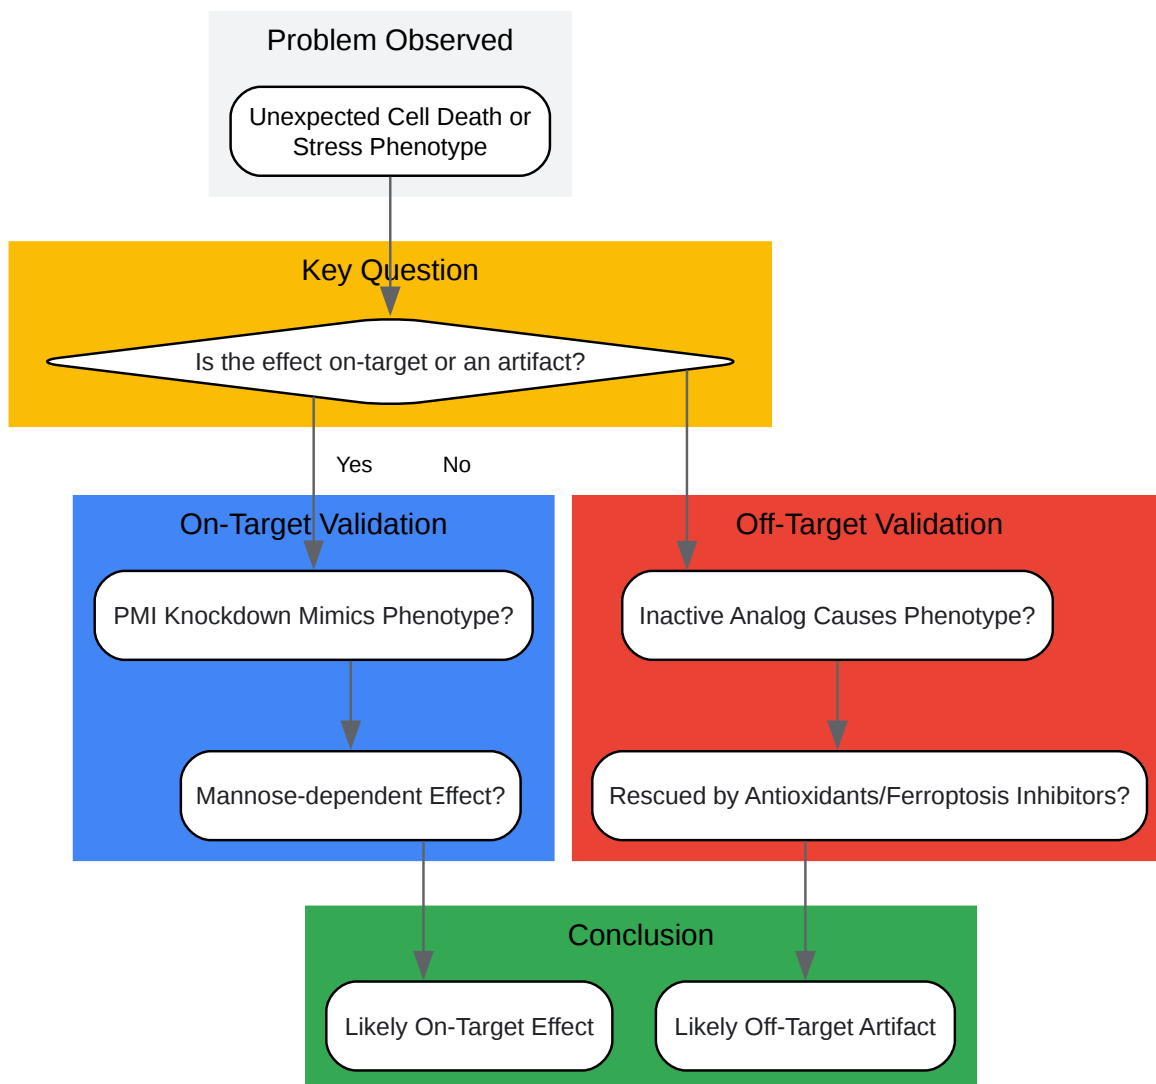 Problem Observed
Unexpected Cell Death or
Stress Phenotype
Key Question
Is the effect on-target or an artifact?
Yes
No
On-Target Validation
PMI Knockdown Mimics Phenotype?
Mannose-dependent Effect?
Off-Target Validation
Inactive Analog Causes Phenotype?
Rescued by Antioxidants/Ferroptosis Inhibitors?
Conclusion
Likely On-Target Effect
Likely Off-Target Artifact